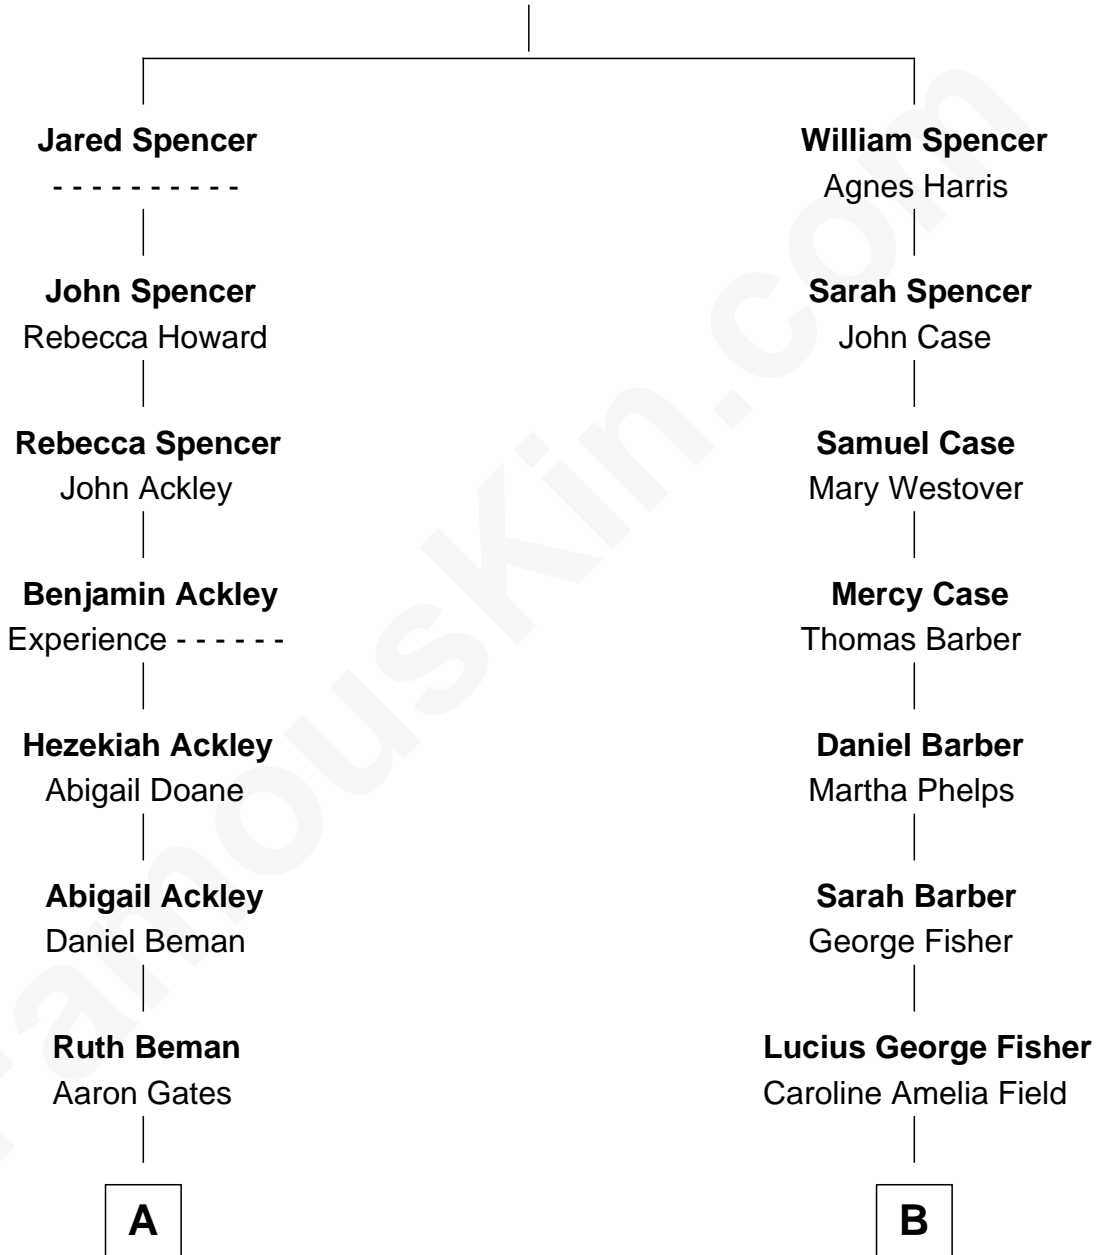 Jared Spencer
- - - - - - - - - -
John Spencer
Rebecca Howard
Rebecca Spencer
John Ackley
Benjamin Ackley
Experience - - - - - -
Hezekiah Ackley
Abigail Doane
Abigail Ackley
Daniel Beman
Ruth Beman
Aaron Gates
A
William Spencer
Agnes Harris
Sarah Spencer
John Case
Samuel Case
Mary Westover
Mercy Case
Thomas Barber
Daniel Barber
Martha Phelps
Sarah Barber
George Fisher
Lucius George Fisher
Caroline Amelia Field
B
FamousKin.com